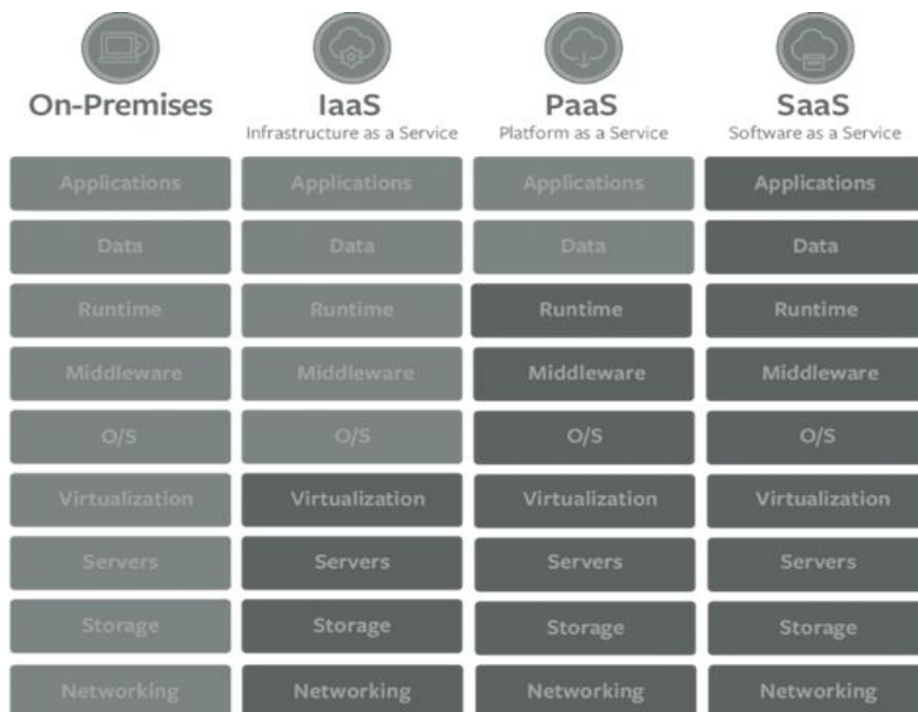 On-Premises IaaS PaaS SaaS
Infrastructure as a Service Platform as a Service Software as a Service
Applications Applications Applications Applications
Data Data Data Data
Runtime Runtime Runtime Runtime
Middleware Middleware Middleware Middleware
O/S O/S O/S O/S
Virtualization Virtualization Virtualization Virtualization
Servers Servers Servers Servers
Storage Storage Storage Storage
Networking Networking Networking Networking